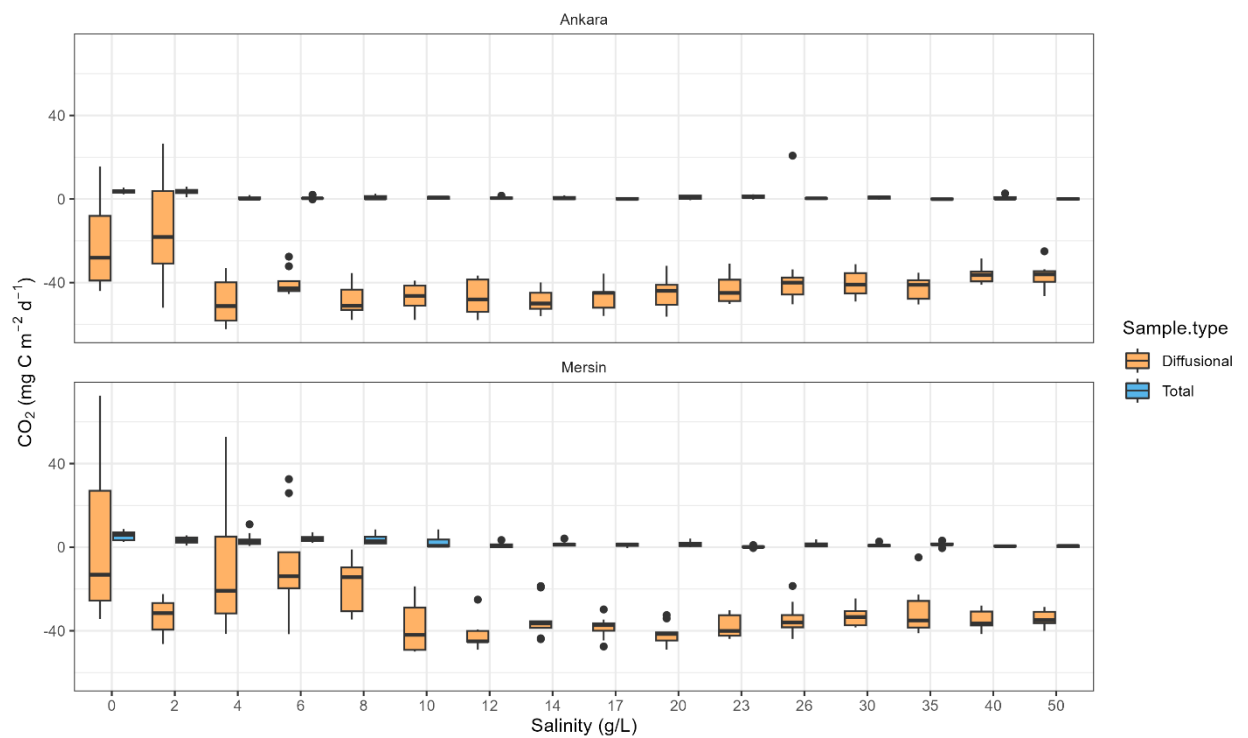 Ankara
40
0
-40
CO₂ (mg C m⁻² d⁻¹)
Sample.type
Diffusional
Total
Mersin
40
0
-40
0 2 4 6 8 10 12 14 17 20 23 26 30 35 40 50
Salinity (g/L)